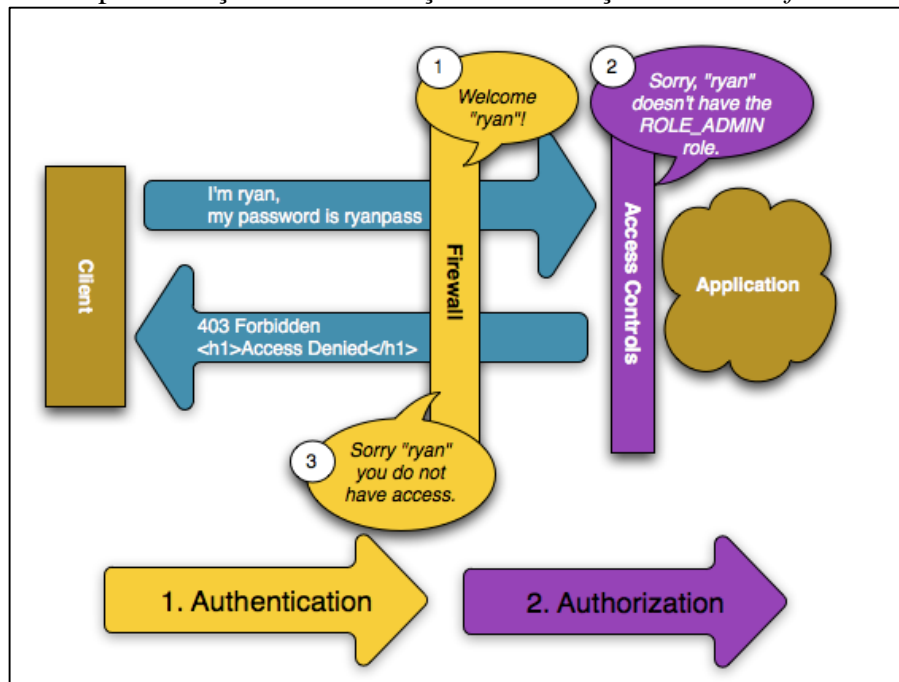 1
Welcome
"ryan"!
2
Sorry, "ryan"
doesn't have the
ROLE_ADMIN
role.
I'm ryan,
my password is ryanpass
Client
Firewall
Access Controls
Application
403 Forbidden
<h1>Access Denied</h1>
3
Sorry "ryan"
you do not
have access.
1. Authentication
2. Authorization